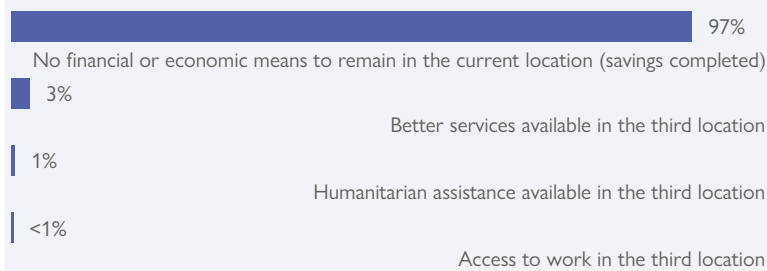 97%
No financial or economic means to remain in the current location (savings completed)
3%
Better services available in the third location
1%
Humanitarian assistance available in the third location
<1%
Access to work in the third location